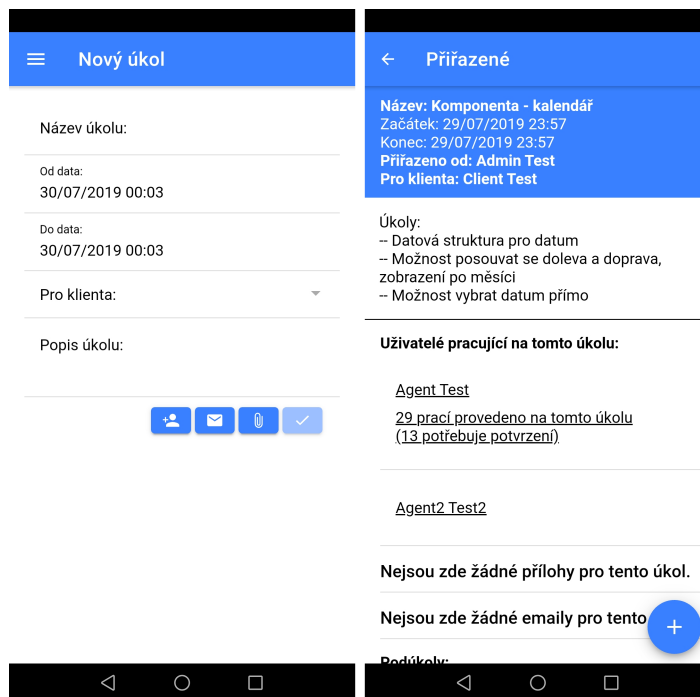 Nový úkol
Název úkolu:
Od data:
30/07/2019 00:03
Do data:
30/07/2019 00:03
Pro klienta:
Popis úkolu:
Přiřazené
Název: Komponenta - kalendář
Začátek: 29/07/2019 23:57
Konec: 29/07/2019 23:57
Přiřazeno od: Admin Test
Pro klienta: Client Test
Úkoly:
-- Datová struktura pro datum
-- Možnost posouvat se doleva a doprava,
zobrazení po měsíci
-- Možnost vybrat datum přímo
Uživatelé pracující na tomto úkolu:
Agent Test
29 prací provedeno na tomto úkolu
(13 potřebuje potvrzení)
Agent2 Test2
Nejsou zde žádné přílohy pro tento úkol.
Nejsou zde žádné emaily pro tento
Podúkoly: